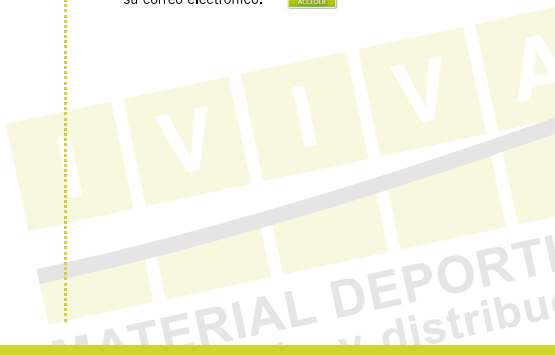 su correo electrónico.
ACCEDER
VIVA
MATERIAL DEPORTI
y distribu